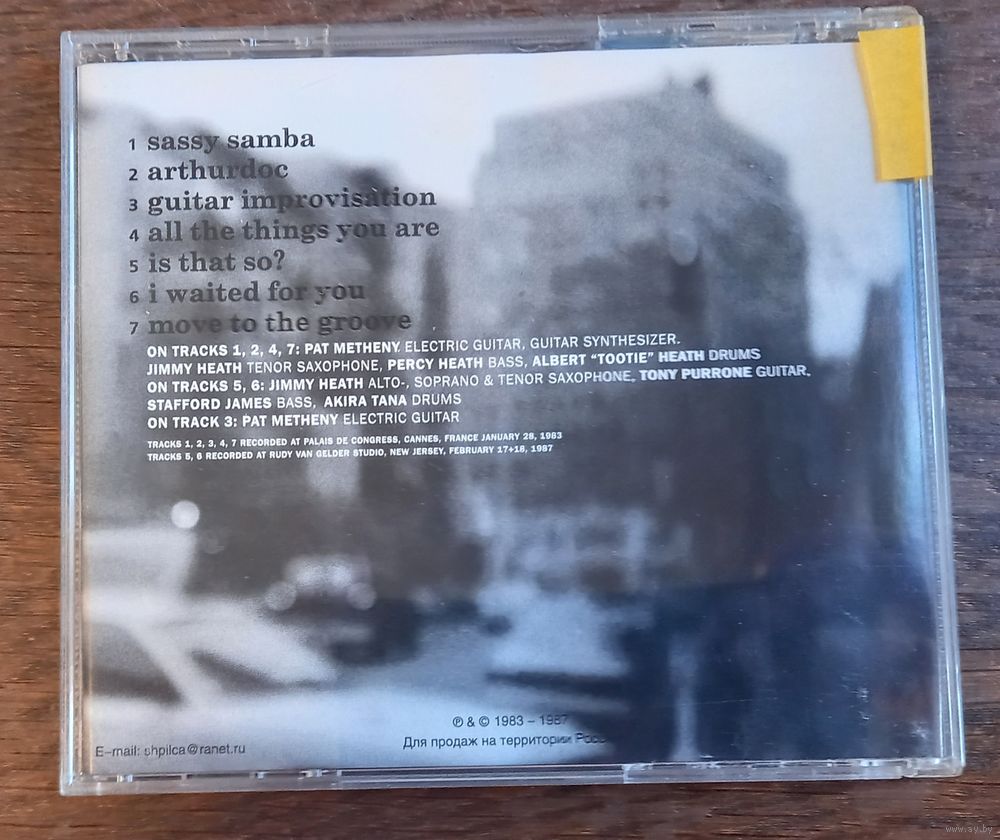 1 sassy samba
2 arthurdoc
3 guitar improvisation
4 all the things you are
5 is that so?
6 i waited for you
7 move to the groove
ON TRACKS 1, 2, 4, 7: PAT METHENY ELECTRIC GUITAR, GUITAR SYNTHESIZER.
JIMMY HEATH TENOR SAXOPHONE, PERCY HEATH BASS, ALBERT “TOOTIE” HEATH DRUMS
ON TRACKS 5, 6: JIMMY HEATH ALTO-, SOPRANO & TENOR SAXOPHONE, TONY PURRONE GUITAR,
STAFFORD JAMES BASS, AKIRA TANA DRUMS
ON TRACK 3: PAT METHENY ELECTRIC GUITAR
TRACKS 1, 2, 3, 4, 7 RECORDED AT PALAIS DE CONGRESS, CANNES, FRANCE JANUARY 28, 1983
TRACKS 5, 6 RECORDED AT RUDY VAN GELDER STUDIO, NEW JERSEY, FEBRUARY 17+18, 1987
℗ & © 1983 – 1987
Для продаж на территории
E-mail: shpilca@ranet.ru
www.ay.by